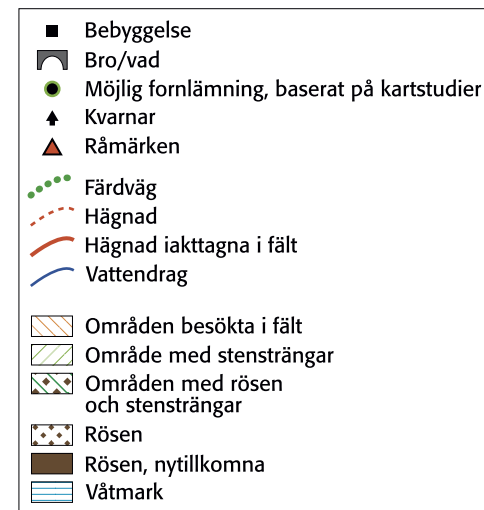 Bebyggelse
Bro/vad
Möjlig fornlämning, baserat på kartstudier
Kvarnar
Råmärken
Färdväg
Hägnad
Hägnad iakttagna i fält
Vattendrag
Områden besökta i fält
Område med stensträngar
Områden med rösen
och stensträngar
Rösen
Rösen, nytillkomna
Våtmark